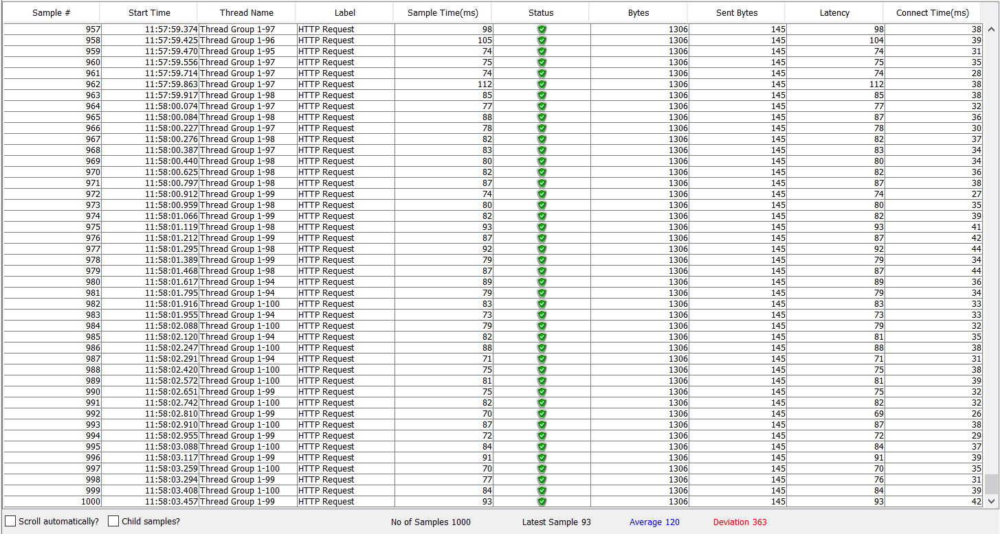 Sample # Start Time Thread Name Label Sample Time(ms) Status Bytes Sent Bytes Latency Connect Time(ms)
957 11:57:59.374 Thread Group 1-97 HTTP Request 98 1306 145 98 38
958 11:57:59.425 Thread Group 1-96 HTTP Request 105 1306 145 104 39
959 11:57:59.470 Thread Group 1-95 HTTP Request 74 1306 145 74 31
960 11:57:59.556 Thread Group 1-97 HTTP Request 75 1306 145 75 35
961 11:57:59.714 Thread Group 1-97 HTTP Request 74 1306 145 74 28
962 11:57:59.863 Thread Group 1-97 HTTP Request 112 1306 145 112 38
963 11:57:59.917 Thread Group 1-98 HTTP Request 85 1306 145 85 38
964 11:58:00.074 Thread Group 1-97 HTTP Request 77 1306 145 77 32
965 11:58:00.084 Thread Group 1-98 HTTP Request 88 1306 145 87 36
966 11:58:00.227 Thread Group 1-97 HTTP Request 78 1306 145 78 30
967 11:58:00.276 Thread Group 1-98 HTTP Request 82 1306 145 82 37
968 11:58:00.387 Thread Group 1-97 HTTP Request 83 1306 145 83 34
969 11:58:00.440 Thread Group 1-98 HTTP Request 80 1306 145 80 34
970 11:58:00.625 Thread Group 1-98 HTTP Request 82 1306 145 82 36
971 11:58:00.797 Thread Group 1-98 HTTP Request 87 1306 145 87 38
972 11:58:00.912 Thread Group 1-99 HTTP Request 74 1306 145 74 27
973 11:58:00.959 Thread Group 1-98 HTTP Request 80 1306 145 80 35
974 11:58:01.066 Thread Group 1-99 HTTP Request 82 1306 145 82 39
975 11:58:01.119 Thread Group 1-98 HTTP Request 93 1306 145 93 41
976 11:58:01.212 Thread Group 1-99 HTTP Request 87 1306 145 87 42
977 11:58:01.295 Thread Group 1-98 HTTP Request 92 1306 145 92 44
978 11:58:01.389 Thread Group 1-99 HTTP Request 79 1306 145 79 34
979 11:58:01.468 Thread Group 1-98 HTTP Request 87 1306 145 87 44
980 11:58:01.617 Thread Group 1-94 HTTP Request 89 1306 145 89 36
981 11:58:01.795 Thread Group 1-94 HTTP Request 79 1306 145 79 34
982 11:58:01.916 Thread Group 1-100 HTTP Request 83 1306 145 83 33
983 11:58:01.955 Thread Group 1-94 HTTP Request 73 1306 145 73 33
984 11:58:02.088 Thread Group 1-100 HTTP Request 79 1306 145 79 32
985 11:58:02.120 Thread Group 1-94 HTTP Request 82 1306 145 81 35
986 11:58:02.247 Thread Group 1-100 HTTP Request 88 1306 145 88 38
987 11:58:02.291 Thread Group 1-94 HTTP Request 71 1306 145 71 31
988 11:58:02.420 Thread Group 1-100 HTTP Request 75 1306 145 75 38
989 11:58:02.572 Thread Group 1-100 HTTP Request 81 1306 145 81 39
990 11:58:02.651 Thread Group 1-99 HTTP Request 75 1306 145 75 32
991 11:58:02.742 Thread Group 1-100 HTTP Request 82 1306 145 82 32
992 11:58:02.810 Thread Group 1-99 HTTP Request 70 1306 145 69 26
993 11:58:02.910 Thread Group 1-100 HTTP Request 87 1306 145 87 38
994 11:58:02.955 Thread Group 1-99 HTTP Request 72 1306 145 72 29
995 11:58:03.088 Thread Group 1-100 HTTP Request 84 1306 145 84 37
996 11:58:03.117 Thread Group 1-99 HTTP Request 91 1306 145 91 39
997 11:58:03.259 Thread Group 1-100 HTTP Request 70 1306 145 70 35
998 11:58:03.294 Thread Group 1-99 HTTP Request 77 1306 145 76 31
999 11:58:03.408 Thread Group 1-100 HTTP Request 84 1306 145 84 39
1000 11:58:03.457 Thread Group 1-99 HTTP Request 93 1306 145 93 42
Scroll automatically? Child samples? No of Samples 1000 Latest Sample 93 Average 120 Deviation 363